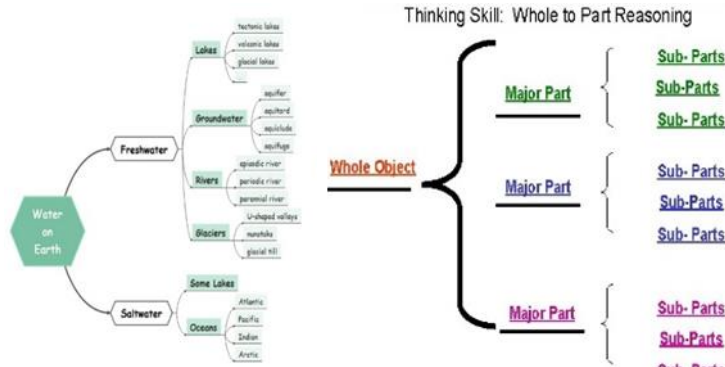 Thinking Skill: Whole to Part Reasoning
Water
on
Earth
Freshwater
Lakes
tectonic lakes
volcanic lakes
glacial lakes
...
Groundwater
aquifer
aquitard
aquiclude
aquifuge
Rivers
episodic river
periodic river
perennial river
Glaciers
U-shaped valleys
nunataks
glacial till
Saltwater
Some Lakes
Oceans
Atlantic
Pacific
Indian
Arctic
Whole Object
Major Part
Sub- Parts
Sub-Parts
Sub- Parts
Major Part
Sub- Parts
Sub-Parts
Sub- Parts
Major Part
Sub- Parts
Sub-Parts
Sub- Parts